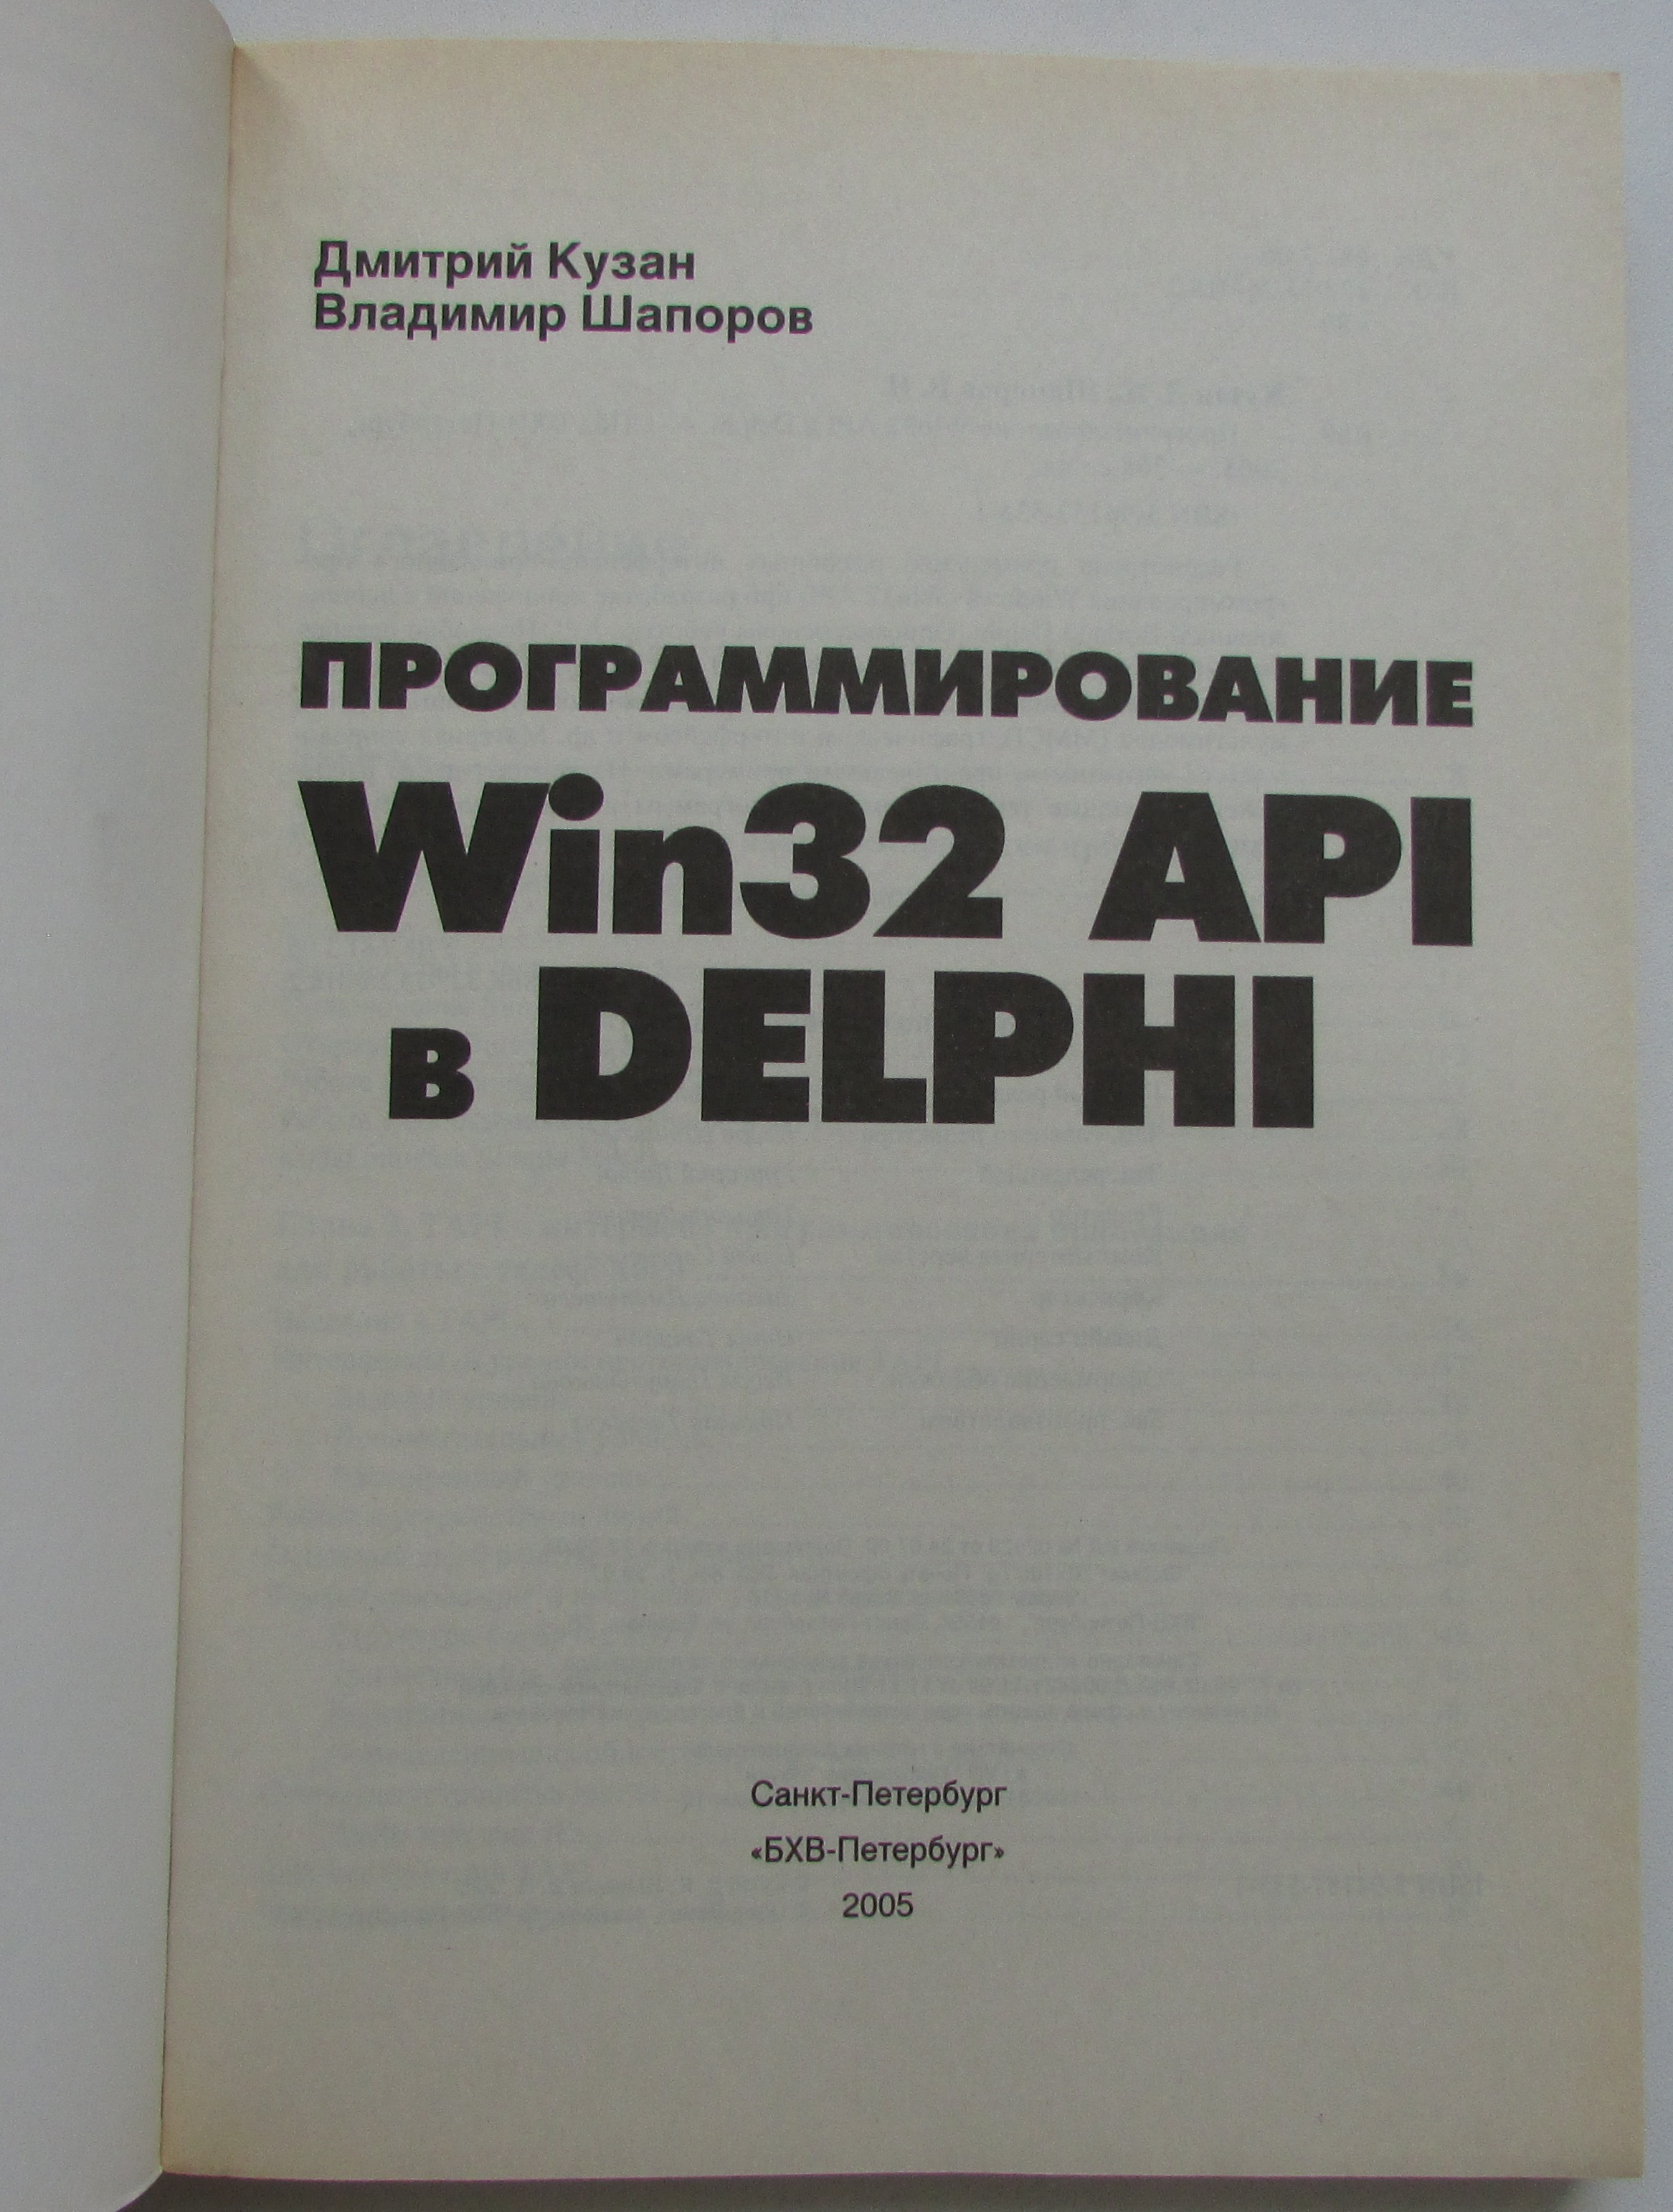 Дмитрий Кузан
Владимир Шапоров
ПРОГРАММИРОВАНИЕ
Win32 API
в DELPHI
Санкт-Петербург
«БХВ-Петербург»
2005